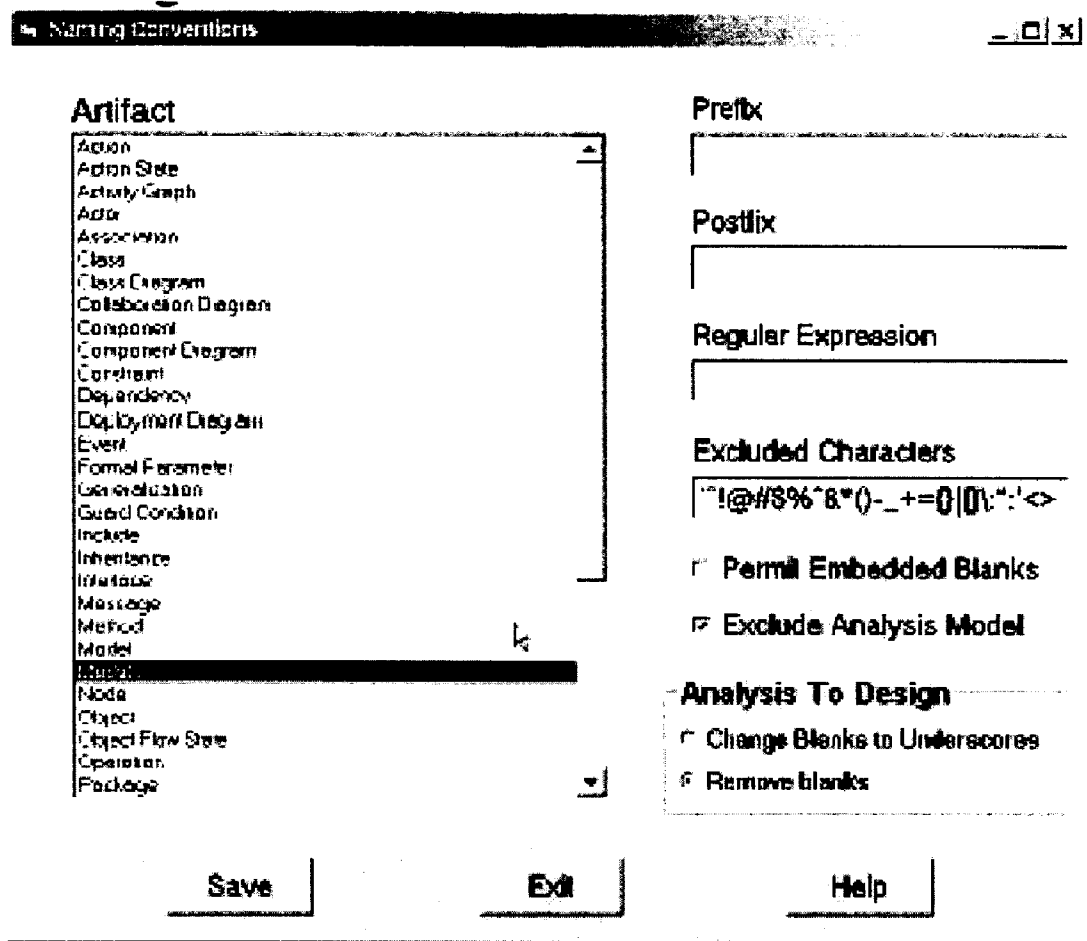 Naming Conventions
Artifact
Action
Action State
Activity Graph
Actor
Association
Class
Class Diagram
Collaboration Diagram
Component
Component Diagram
Constraint
Dependency
Deployment Diagram
Event
Formal Parameter
Generalization
Guard Condition
Include
Inheritance
Interface
Message
Method
Model
Node
Object
Object Flow State
Operation
Package
Prefix
Postfix
Regular Expression
Excluded Characters
!@#$%^&*()-_+={}|[]\:";'<>
Permit Embedded Blanks
Exclude Analysis Model
Analysis To Design
Change Blanks to Underscores
Remove blanks
Save
Exit
Help